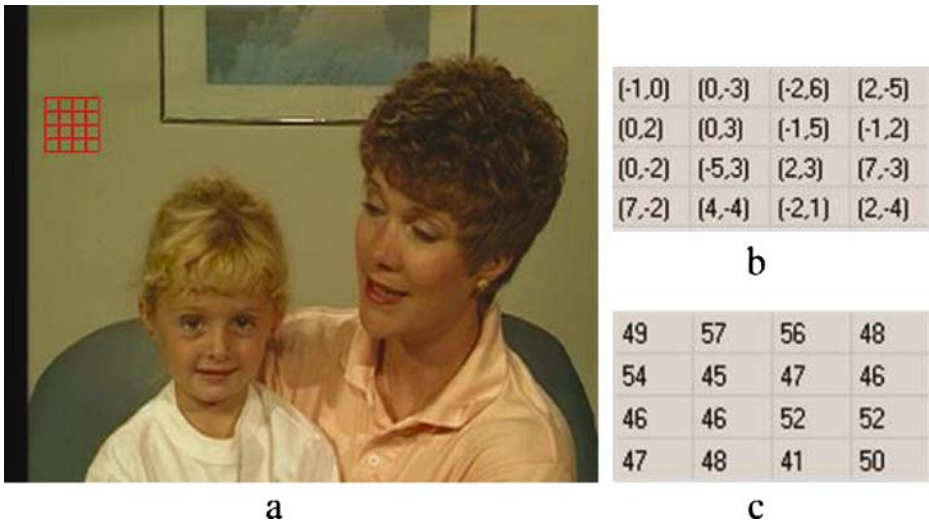 (-1,0) (0,-3) (-2,6) (2,-5)
(0,2) (0,3) (-1,5) (-1,2)
(0,-2) (-5,3) (2,3) (7,-3)
(7,-2) (4,-4) (-2,1) (2,-4)
b
49 57 56 48
54 45 47 46
46 46 52 52
47 48 41 50
a
c